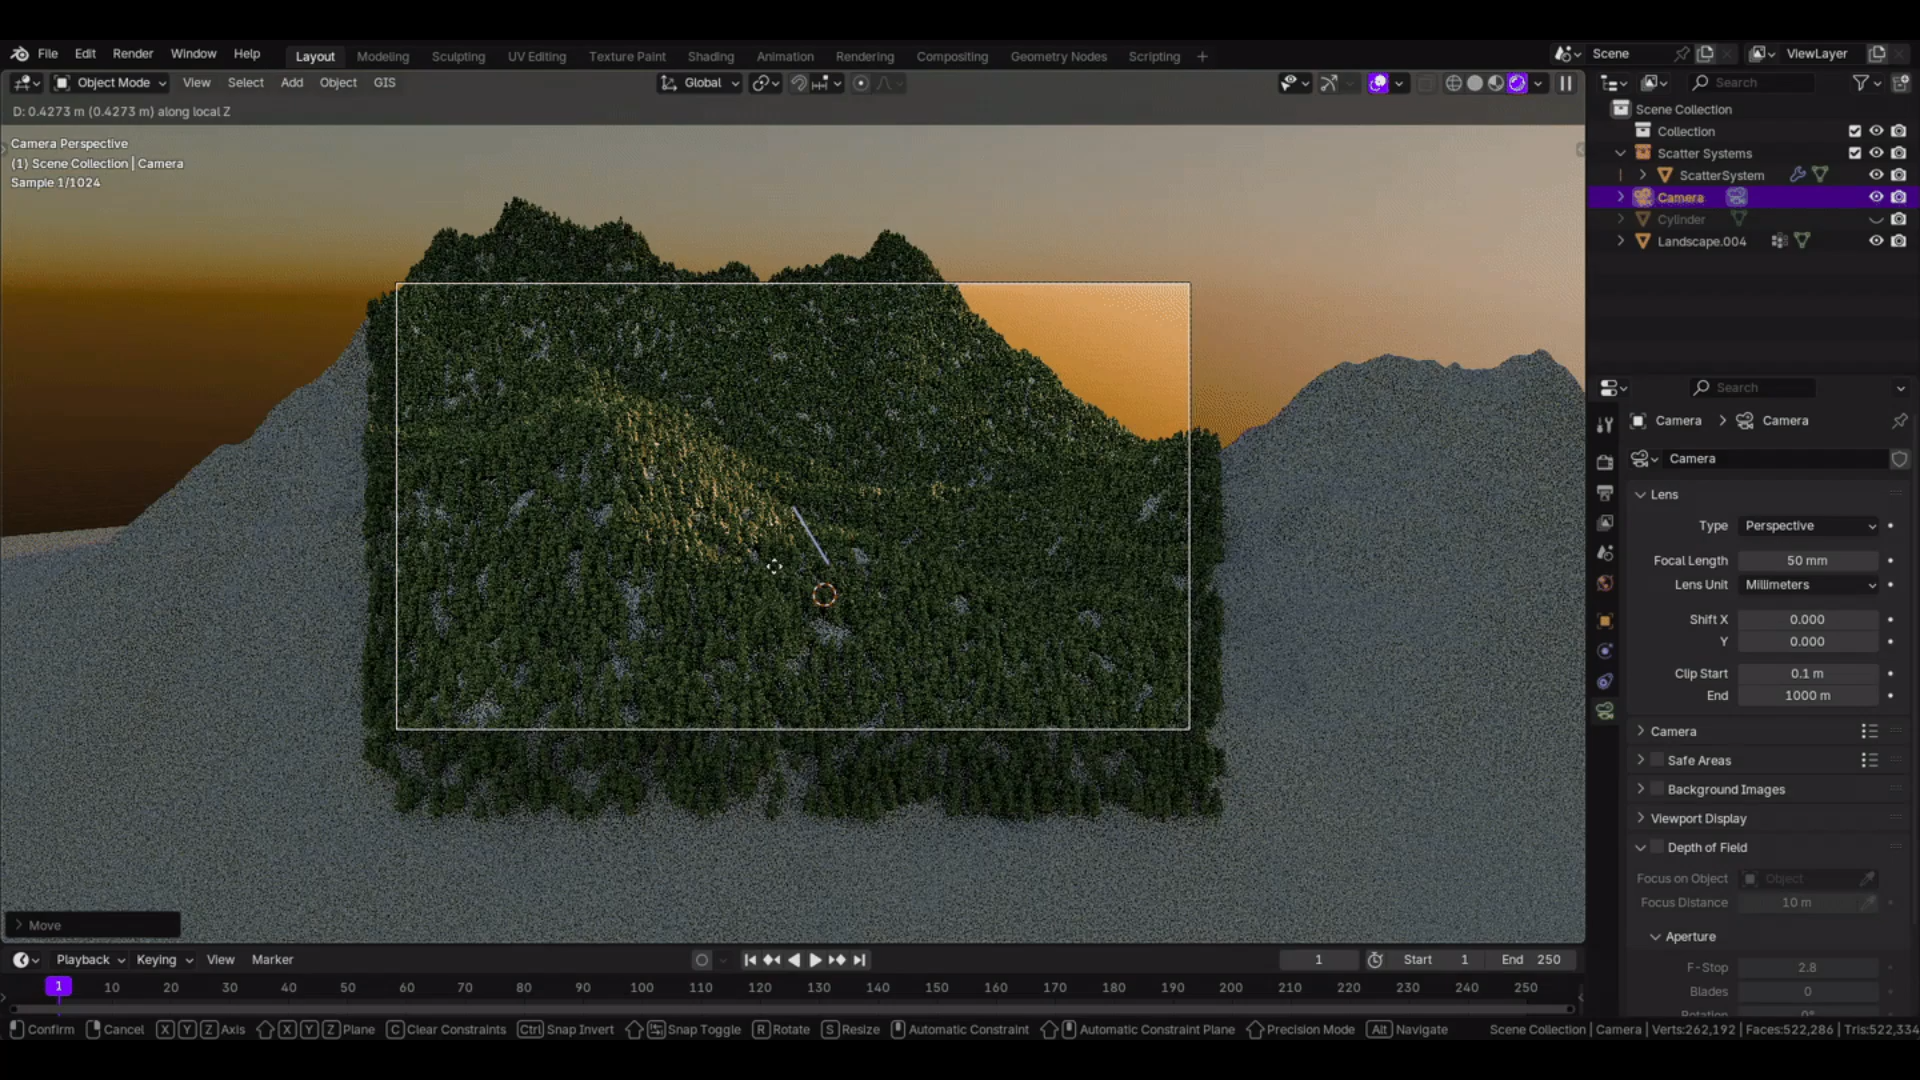 File Edit Render Window Help Layout Modeling Sculpting UV Editing Texture Paint Shading Animation Rendering Compositing Geometry Nodes Scripting + Scene ViewLayer
Object Mode View Select Add Object GIS Global Search
D: 0.4273 m (0.4273 m) along local Z
Camera Perspective
(1) Scene Collection | Camera
Sample 1/1024
Scene Collection
Collection
Scatter Systems
ScatterSystem
Camera
Cylinder
Landscape.004
Search
Camera > Camera
Camera
Lens
Type Perspective
Focal Length 50 mm
Lens Unit Millimeters
Shift X 0.000
Y 0.000
Clip Start 0.1 m
End 1000 m
Camera
Safe Areas
Background Images
Viewport Display
Depth of Field
Focus on Object Object
Focus Distance 10 m
Aperture
F-Stop 2.8
Blades 0
Move
Playback Keying View Marker 1 Start 1 End 250
1 10 20 30 40 50 60 70 80 90 100 110 120 130 140 150 160 170 180 190 200 210 220 230 240 250
Confirm Cancel X Y Z Axis X Y Z Plane C Clear Constraints Ctrl Snap Invert Snap Toggle R Rotate S Resize Automatic Constraint Automatic Constraint Plane Precision Mode Alt Navigate Scene Collection | Camera | Verts:262,192 | Faces:522,286 | Tris:522,334